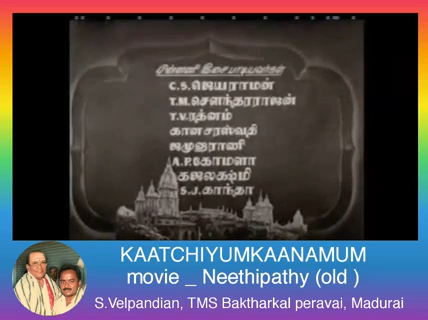 பின்னணி இசை பாடியவர்கள்
C.S.ஜெயராமன்
T.M.சௌந்தரராஜன்
T.V.ரத்னம்
கானசரஸ்வதி
ஜமுனாராணி
A.P.கோமளா
கஜலக்ஷ்மி
S.J.காந்தா
KAATCHIYUMKAANAMUM
movie _ Neethipathy (old )
S.Velpandian, TMS Baktharkal peravai, Madurai